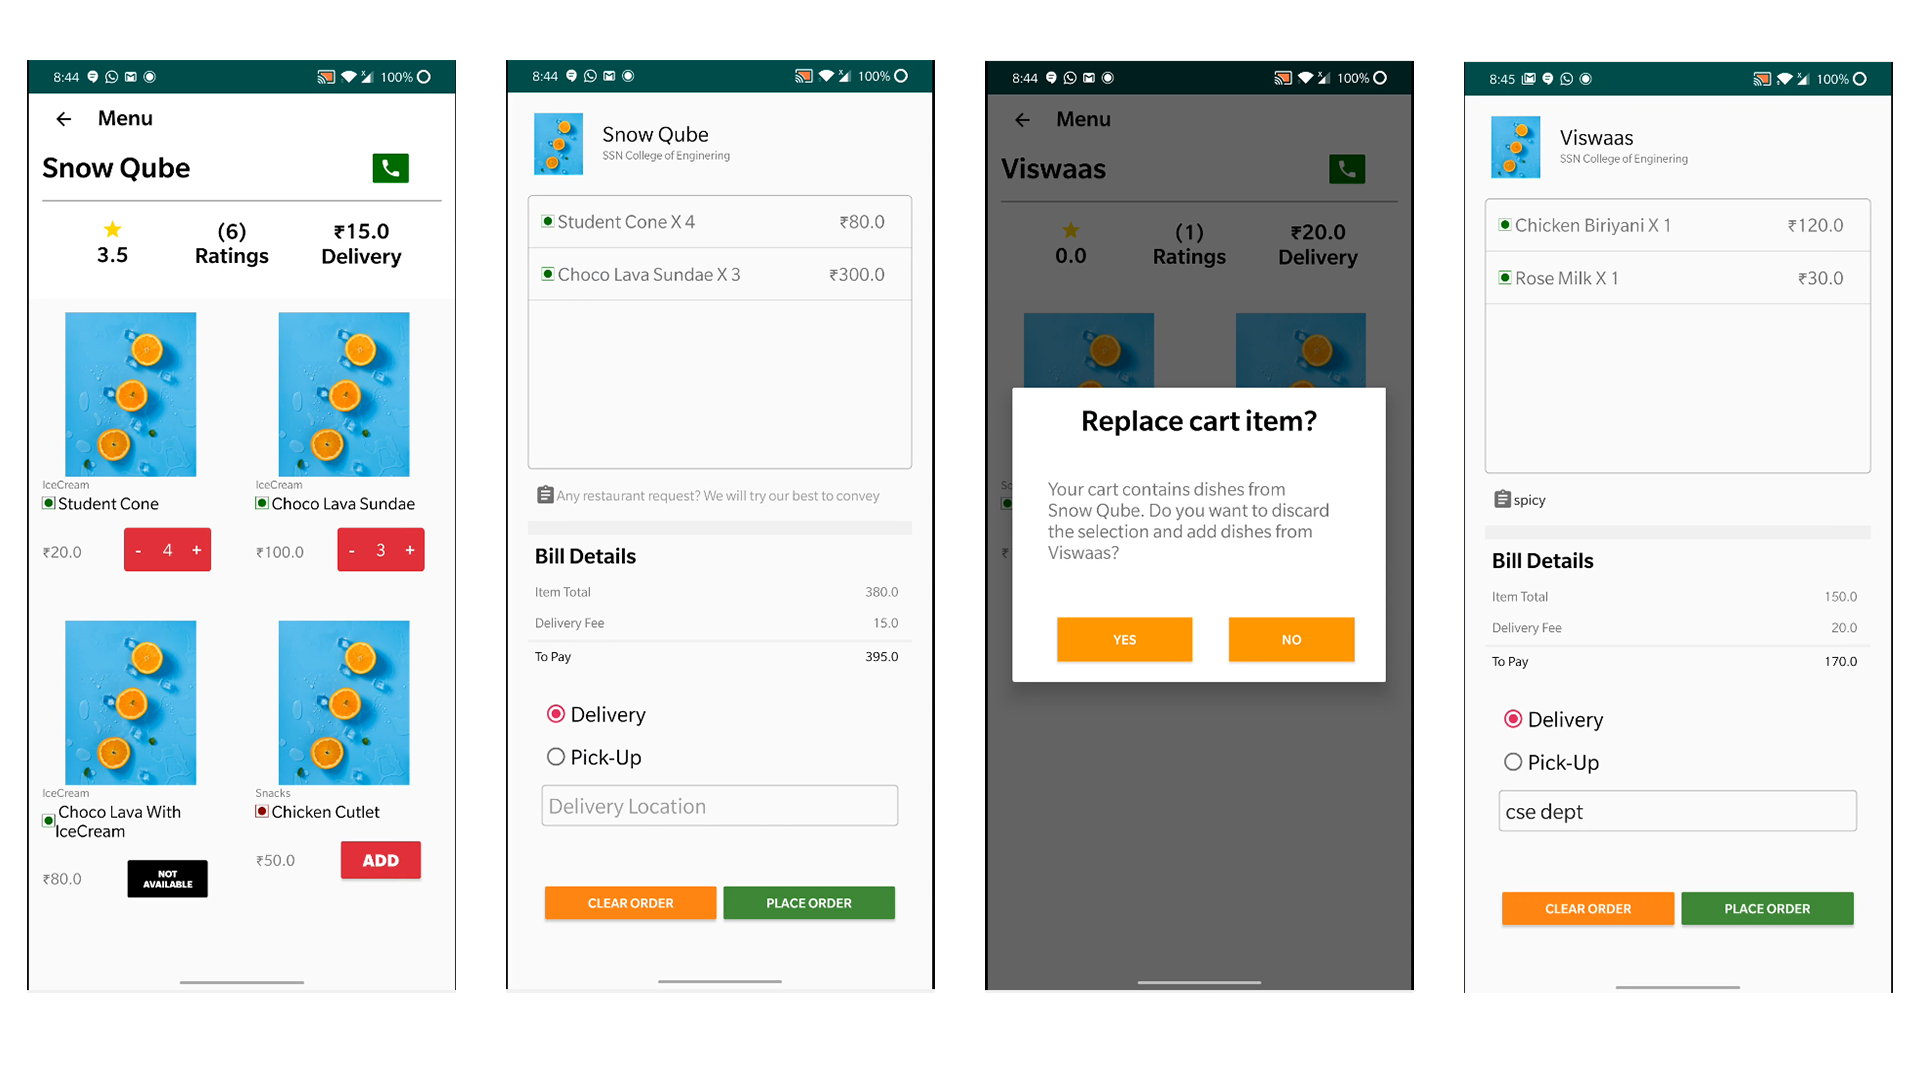 8:44
100%
Menu
Snow Qube
3.5
(6)
Ratings
₹15.0
Delivery
IceCream
Student Cone
₹20.0
- 4 +
IceCream
Choco Lava Sundae
₹100.0
- 3 +
IceCream
Choco Lava With
IceCream
₹80.0
NOT
AVAILABLE
Snacks
Chicken Cutlet
₹50.0
ADD
8:44
100%
Snow Qube
SSN College of Enginering
Student Cone X 4 ₹80.0
Choco Lava Sundae X 3 ₹300.0
Any restaurant request? We will try our best to convey
Bill Details
Item Total 380.0
Delivery Fee 15.0
To Pay 395.0
Delivery
Pick-Up
Delivery Location
CLEAR ORDER
PLACE ORDER
8:44
100%
Menu
Viswaas
0.0
(1)
Ratings
₹20.0
Delivery
Replace cart item?
Your cart contains dishes from
Snow Qube. Do you want to discard
the selection and add dishes from
Viswaas?
YES
NO
8:45
100%
Viswaas
SSN College of Enginering
Chicken Biriyani X 1 ₹120.0
Rose Milk X 1 ₹30.0
spicy
Bill Details
Item Total 150.0
Delivery Fee 20.0
To Pay 170.0
Delivery
Pick-Up
cse dept
CLEAR ORDER
PLACE ORDER